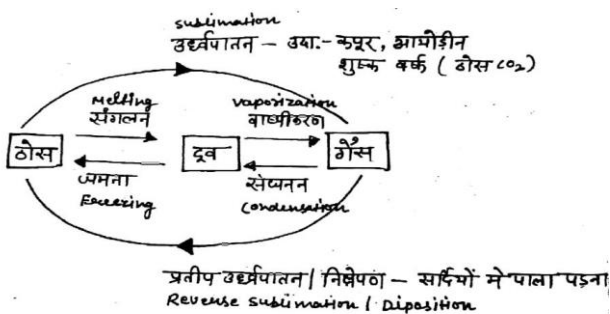 sublimation
उर्ध्वपातन – उदा:- कपूर, आयोडीन
शुष्क बर्फ ( ठोस CO₂)
Melting
संगलन
vaporization
वाष्पीकरण
ठोस
द्रव
गैस
जमना
Freezing
संघनन
Condensation
प्रतीप उर्ध्वपातन / निक्षेपण – सर्दियों मे पाला पड़ना
Reverse sublimation / Diposition